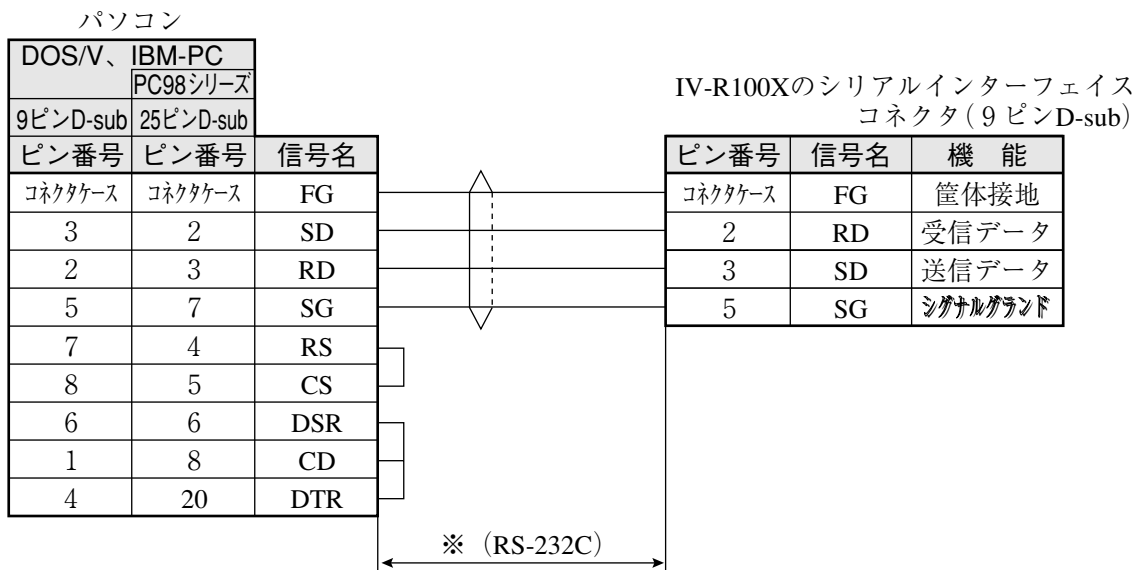 パソコン
DOS/V、IBM-PC
PC98シリーズ
9ピンD-sub 25ピンD-sub
ピン番号 ピン番号 信号名
コネクタケース コネクタケース FG
3 2 SD
2 3 RD
5 7 SG
7 4 RS
8 5 CS
6 6 DSR
1 8 CD
4 20 DTR
IV-R100Xのシリアルインターフェイス
コネクタ(９ピンD-sub)
ピン番号 信号名 機 能
コネクタケース FG 筐体接地
2 RD 受信データ
3 SD 送信データ
5 SG シグナルグランド
※（RS-232C）